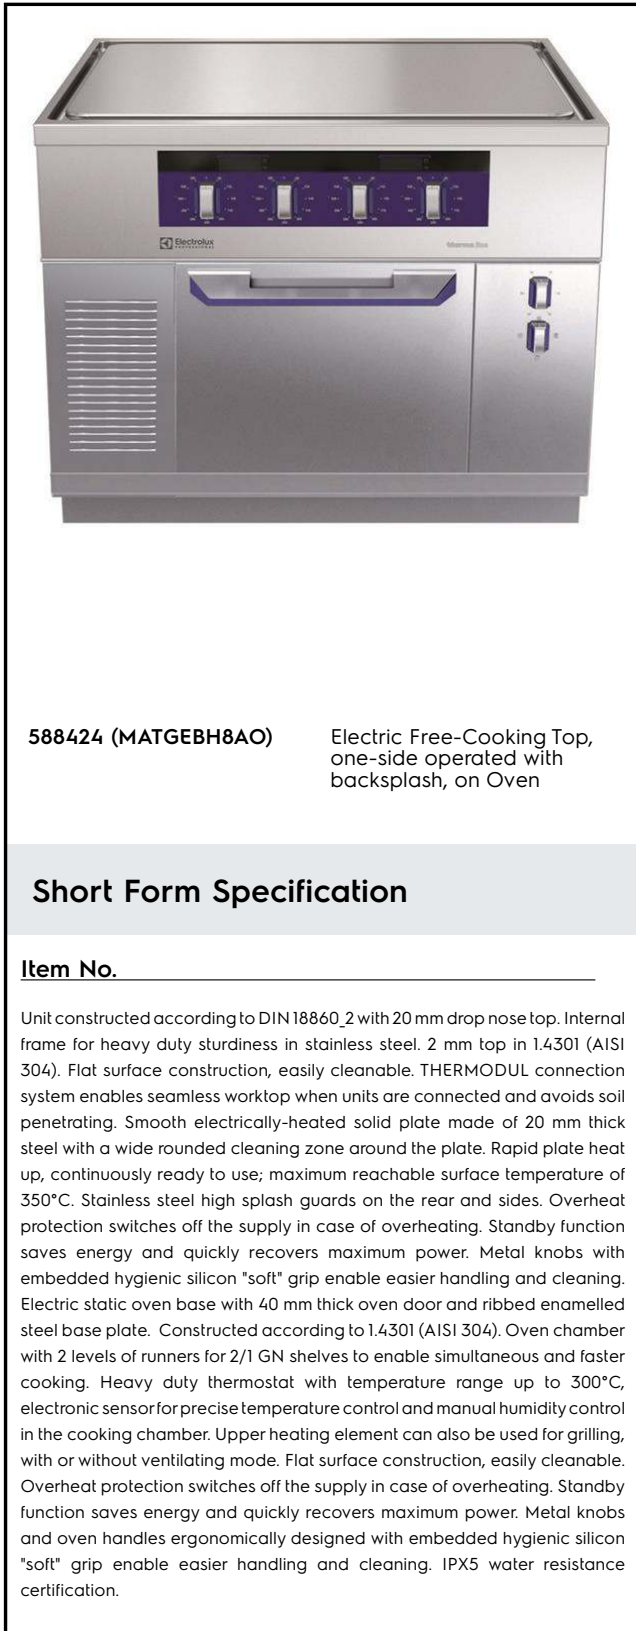 Electrolux
PROFESSIONAL
588424 (MATGEBH8AO)
Electric Free-Cooking Top,
one-side operated with
backsplash, on Oven
Short Form Specification
Item No.
Unit constructed according to DIN 18860_2 with 20 mm drop nose top. Internal
frame for heavy duty sturdiness in stainless steel. 2 mm top in 1.4301 (AISI
304). Flat surface construction, easily cleanable. THERMODUL connection
system enables seamless worktop when units are connected and avoids soil
penetrating. Smooth electrically-heated solid plate made of 20 mm thick
steel with a wide rounded cleaning zone around the plate. Rapid plate heat
up, continuously ready to use; maximum reachable surface temperature of
350°C. Stainless steel high splash guards on the rear and sides. Overheat
protection switches off the supply in case of overheating. Standby function
saves energy and quickly recovers maximum power. Metal knobs with
embedded hygienic silicon "soft" grip enable easier handling and cleaning.
Electric static oven base with 40 mm thick oven door and ribbed enamelled
steel base plate. Constructed according to 1.4301 (AISI 304). Oven chamber
with 2 levels of runners for 2/1 GN shelves to enable simultaneous and faster
cooking. Heavy duty thermostat with temperature range up to 300°C,
electronic sensor for precise temperature control and manual humidity control
in the cooking chamber. Upper heating element can also be used for grilling,
with or without ventilating mode. Flat surface construction, easily cleanable.
Overheat protection switches off the supply in case of overheating. Standby
function saves energy and quickly recovers maximum power. Metal knobs
and oven handles ergonomically designed with embedded hygienic silicon
"soft" grip enable easier handling and cleaning. IPX5 water resistance
certification.